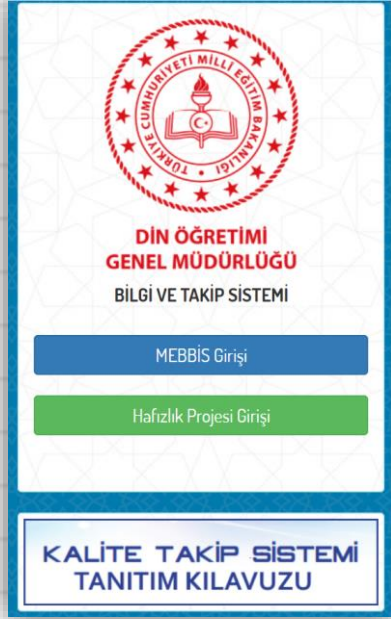 TÜRKİYE CUMHURİYETİ MİLLİ EĞİTİM BAKANLIĞI
DİN ÖĞRETİMİ
GENEL MÜDÜRLÜĞÜ
BİLGİ VE TAKİP SİSTEMİ
MEBBİS Girişi
Hafızlık Projesi Girişi
KALİTE TAKİP SİSTEMİ
TANITIM KILAVUZU